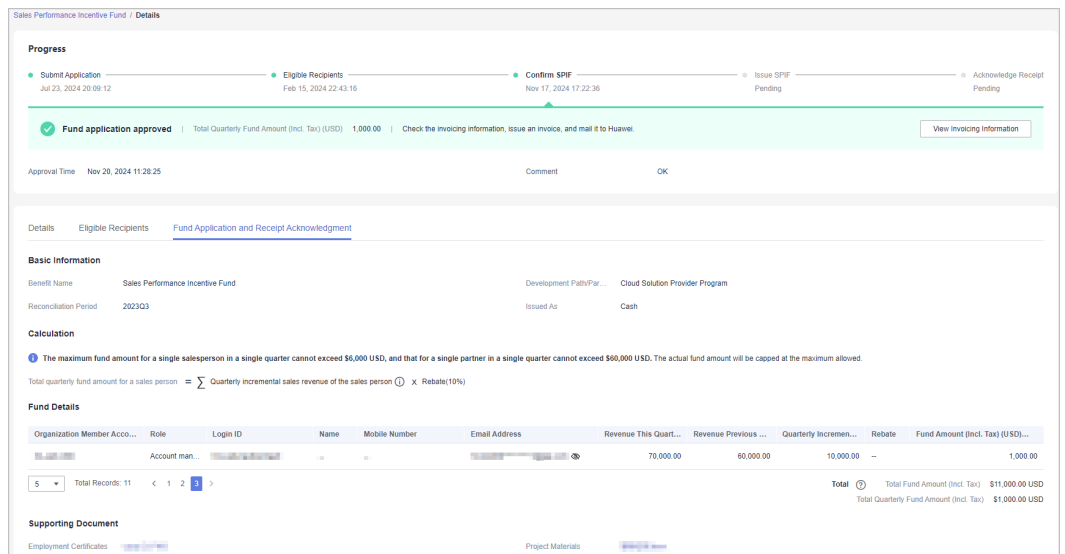 Sales Performance Incentive Fund / Details
Progress
Submit Application Eligible Recipients Confirm SPIF Issue SPIF Acknowledge Receipt
Jul 23, 2024 20:09:12 Feb 15, 2024 22:43:16 Nov 17, 2024 17:22:36 Pending Pending
Fund application approved | Total Quarterly Fund Amount (Incl. Tax) (USD) 1,000.00 | Check the invoicing information, issue an invoice, and mail it to Huawei. View Invoicing Information
Approval Time Nov 20, 2024 11:28:25 Comment OK
Details Eligible Recipients Fund Application and Receipt Acknowledgment
Basic Information
Benefit Name Sales Performance Incentive Fund Development Path/Par... Cloud Solution Provider Program
Reconciliation Period 2023Q3 Issued As Cash
Calculation
The maximum fund amount for a single salesperson in a single quarter cannot exceed $6,000 USD, and that for a single partner in a single quarter cannot exceed $60,000 USD. The actual fund amount will be capped at the maximum allowed.
Total quarterly fund amount for a sales person = ∑ Quarterly incremental sales revenue of the sales person X Rebate(10%)
Fund Details
Organization Member Acco... Role Login ID Name Mobile Number Email Address Revenue This Quart... Revenue Previous ... Quarterly Incremen... Rebate Fund Amount (Incl. Tax) (USD)...
Account man... 70,000.00 60,000.00 10,000.00 -- 1,000.00
5 Total Records: 11 < 1 2 3 > Total Total Fund Amount (Incl. Tax) $11,000.00 USD
Total Quarterly Fund Amount (Incl. Tax) $1,000.00 USD
Supporting Document
Employment Certificates Project Materials